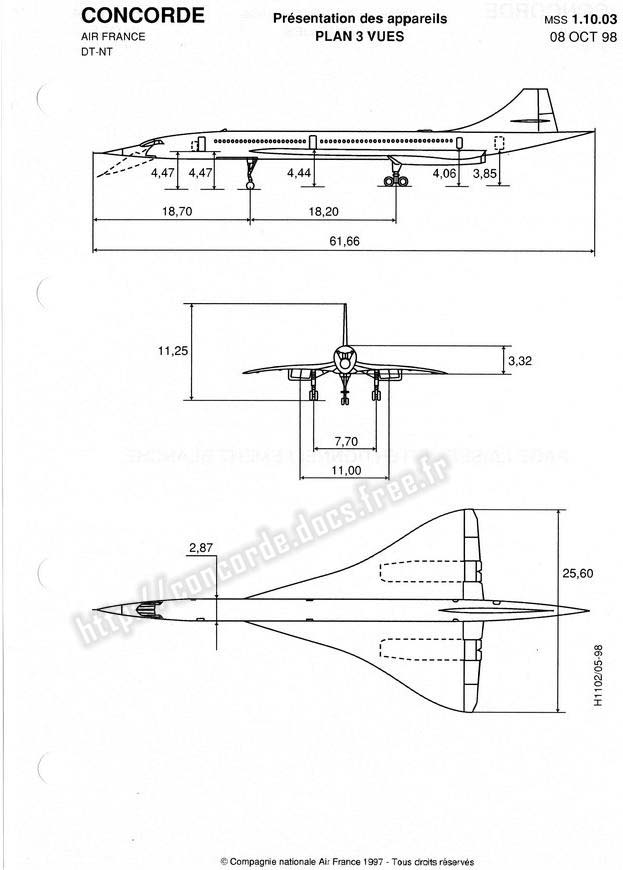 CONCORDE
AIR FRANCE
DT-NT
Présentation des appareils
PLAN 3 VUES
MSS 1.10.03
08 OCT 98
4,47
4,47
4,44
4,06
3,85
18,70
18,20
61,66
11,25
3,32
7,70
11,00
2,87
25,60
http://concorde.docs.free.fr
H1102/05-98
© Compagnie nationale Air France 1997 - Tous droits réservés